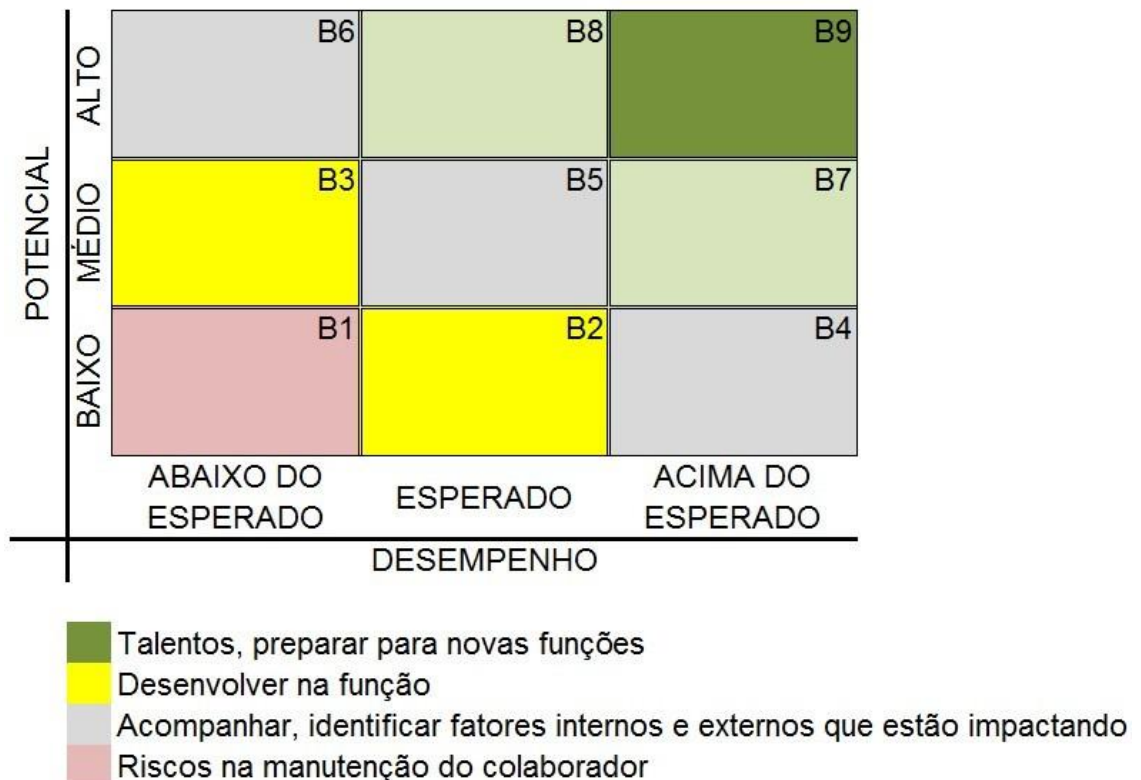 B6
B8
B9
ALTO
B3
B5
B7
MÉDIO
POTENCIAL
B1
B2
B4
BAIXO
ABAIXO DO
ESPERADO
ESPERADO
ACIMA DO
ESPERADO
DESEMPENHO
Talentos, preparar para novas funções
Desenvolver na função
Acompanhar, identificar fatores internos e externos que estão impactando
Riscos na manutenção do colaborador